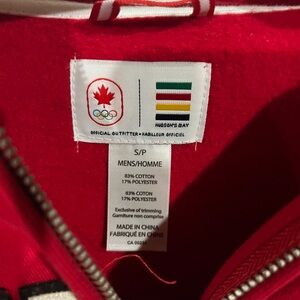 HUDSON'S BAY
OFFICIAL OUTFITTER • HABILLEUR OFFICIEL
S/P
MENS/HOMME
83% COTTON
17% POLYESTER
83% COTON
17% POLYESTER
Exclusive of trimming
Garniture non comprise
MADE IN CHINA
FABRIQUÉ EN CHINE